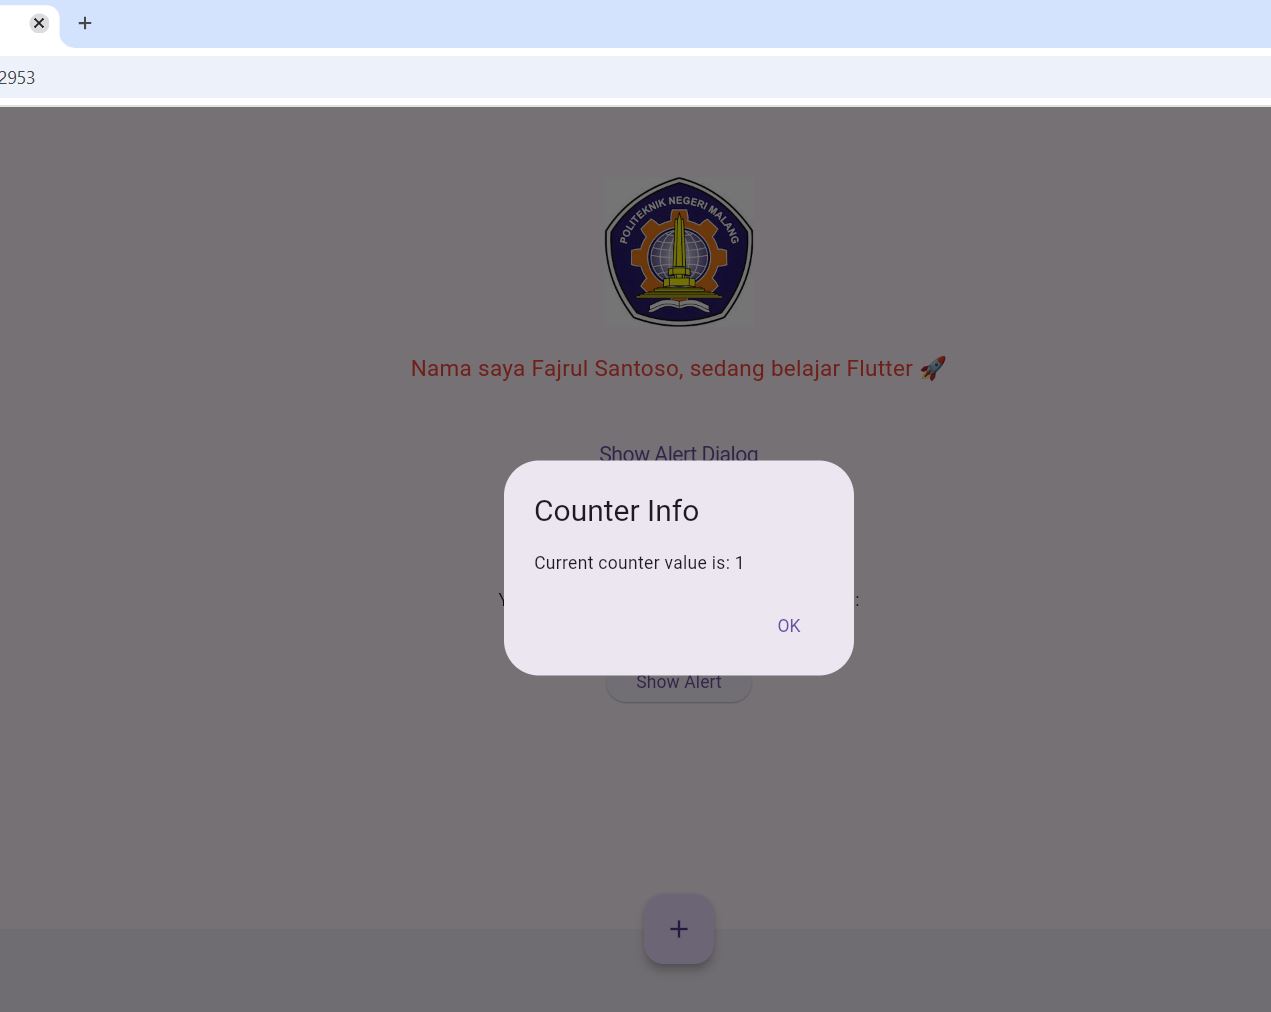 2953
POLITEKNIK NEGERI MALANG
Nama saya Fajrul Santoso, sedang belajar Flutter 🚀
Show Alert Dialog
Counter Info
Current counter value is: 1
:
OK
Show Alert
+